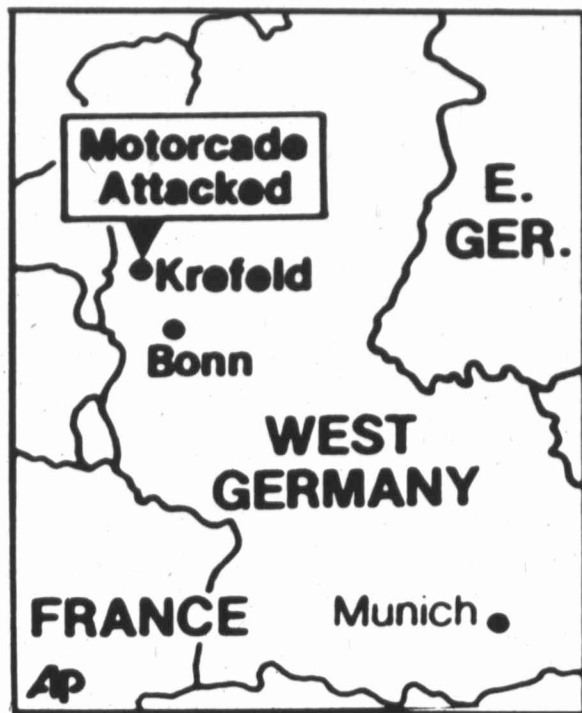 Motorcade
Attacked
E.
GER.
Krefeld
Bonn
WEST
GERMANY
FRANCE
Munich
AP